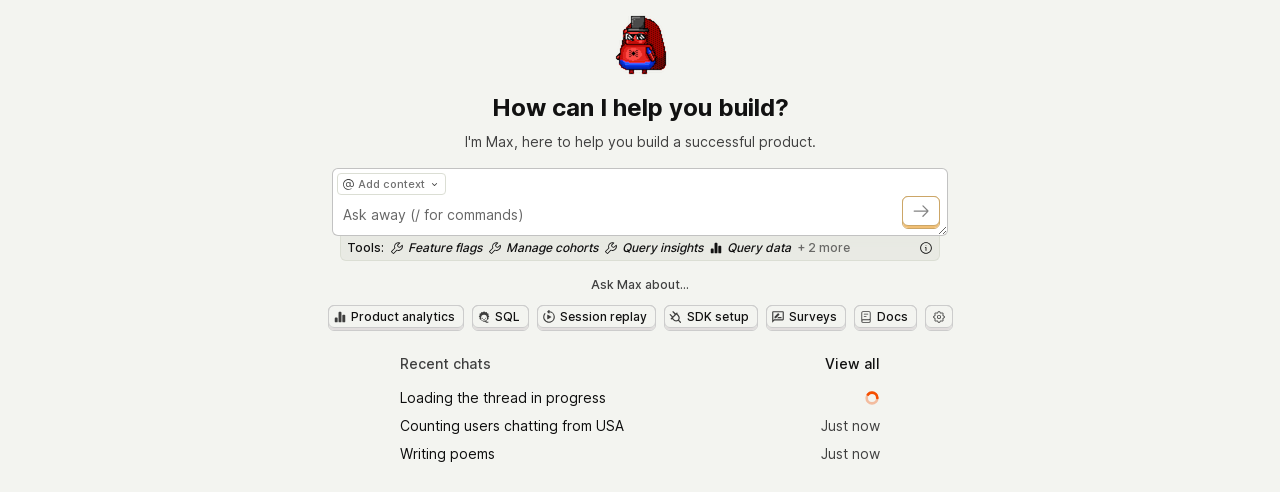 How can I help you build?
I'm Max, here to help you build a successful product.
Add context
Ask away (/ for commands)
Tools: Feature flags Manage cohorts Query insights Query data + 2 more
Ask Max about...
Product analytics SQL Session replay SDK setup Surveys Docs
Recent chats View all
Loading the thread in progress
Counting users chatting from USA Just now
Writing poems Just now